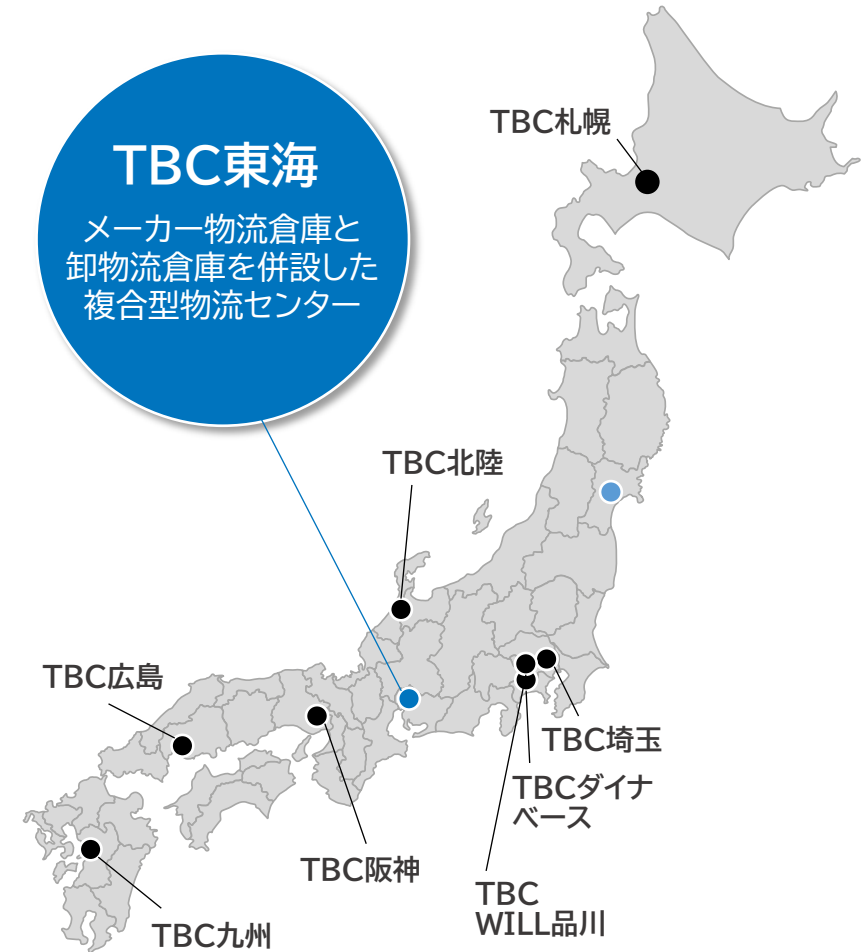 TBC札幌
TBC東海
メーカー物流倉庫と
卸物流倉庫を併設した
複合型物流センター
TBC北陸
TBC広島
TBC埼玉
TBCダイナ
ベース
TBC阪神
TBC
WILL品川
TBC九州